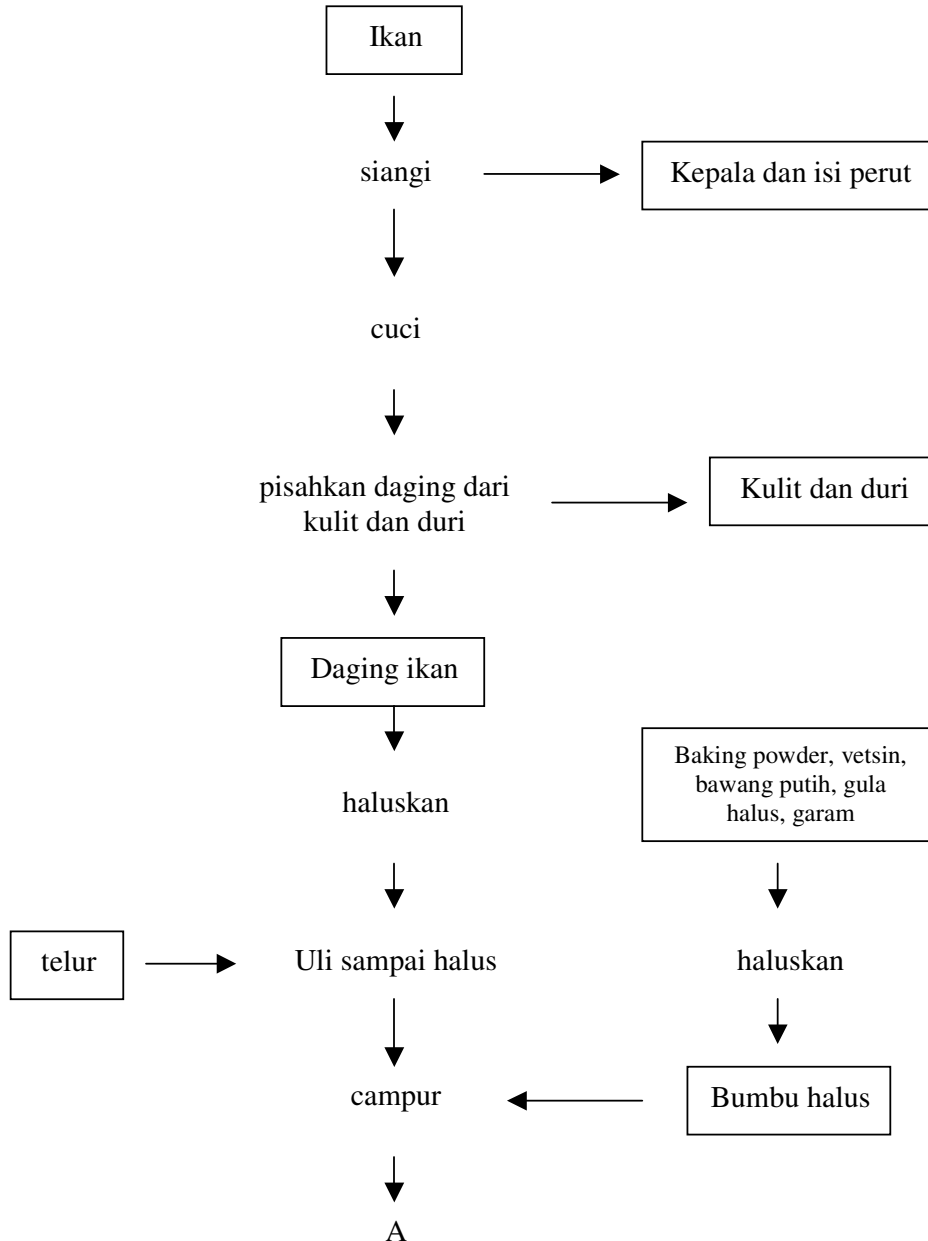 Ikan
siangi
Kepala dan isi perut
cuci
pisahkan daging dari
kulit dan duri
Kulit dan duri
Daging ikan
Baking powder, vetsin,
bawang putih, gula
halus, garam
haluskan
telur
Uli sampai halus
haluskan
campur
Bumbu halus
A